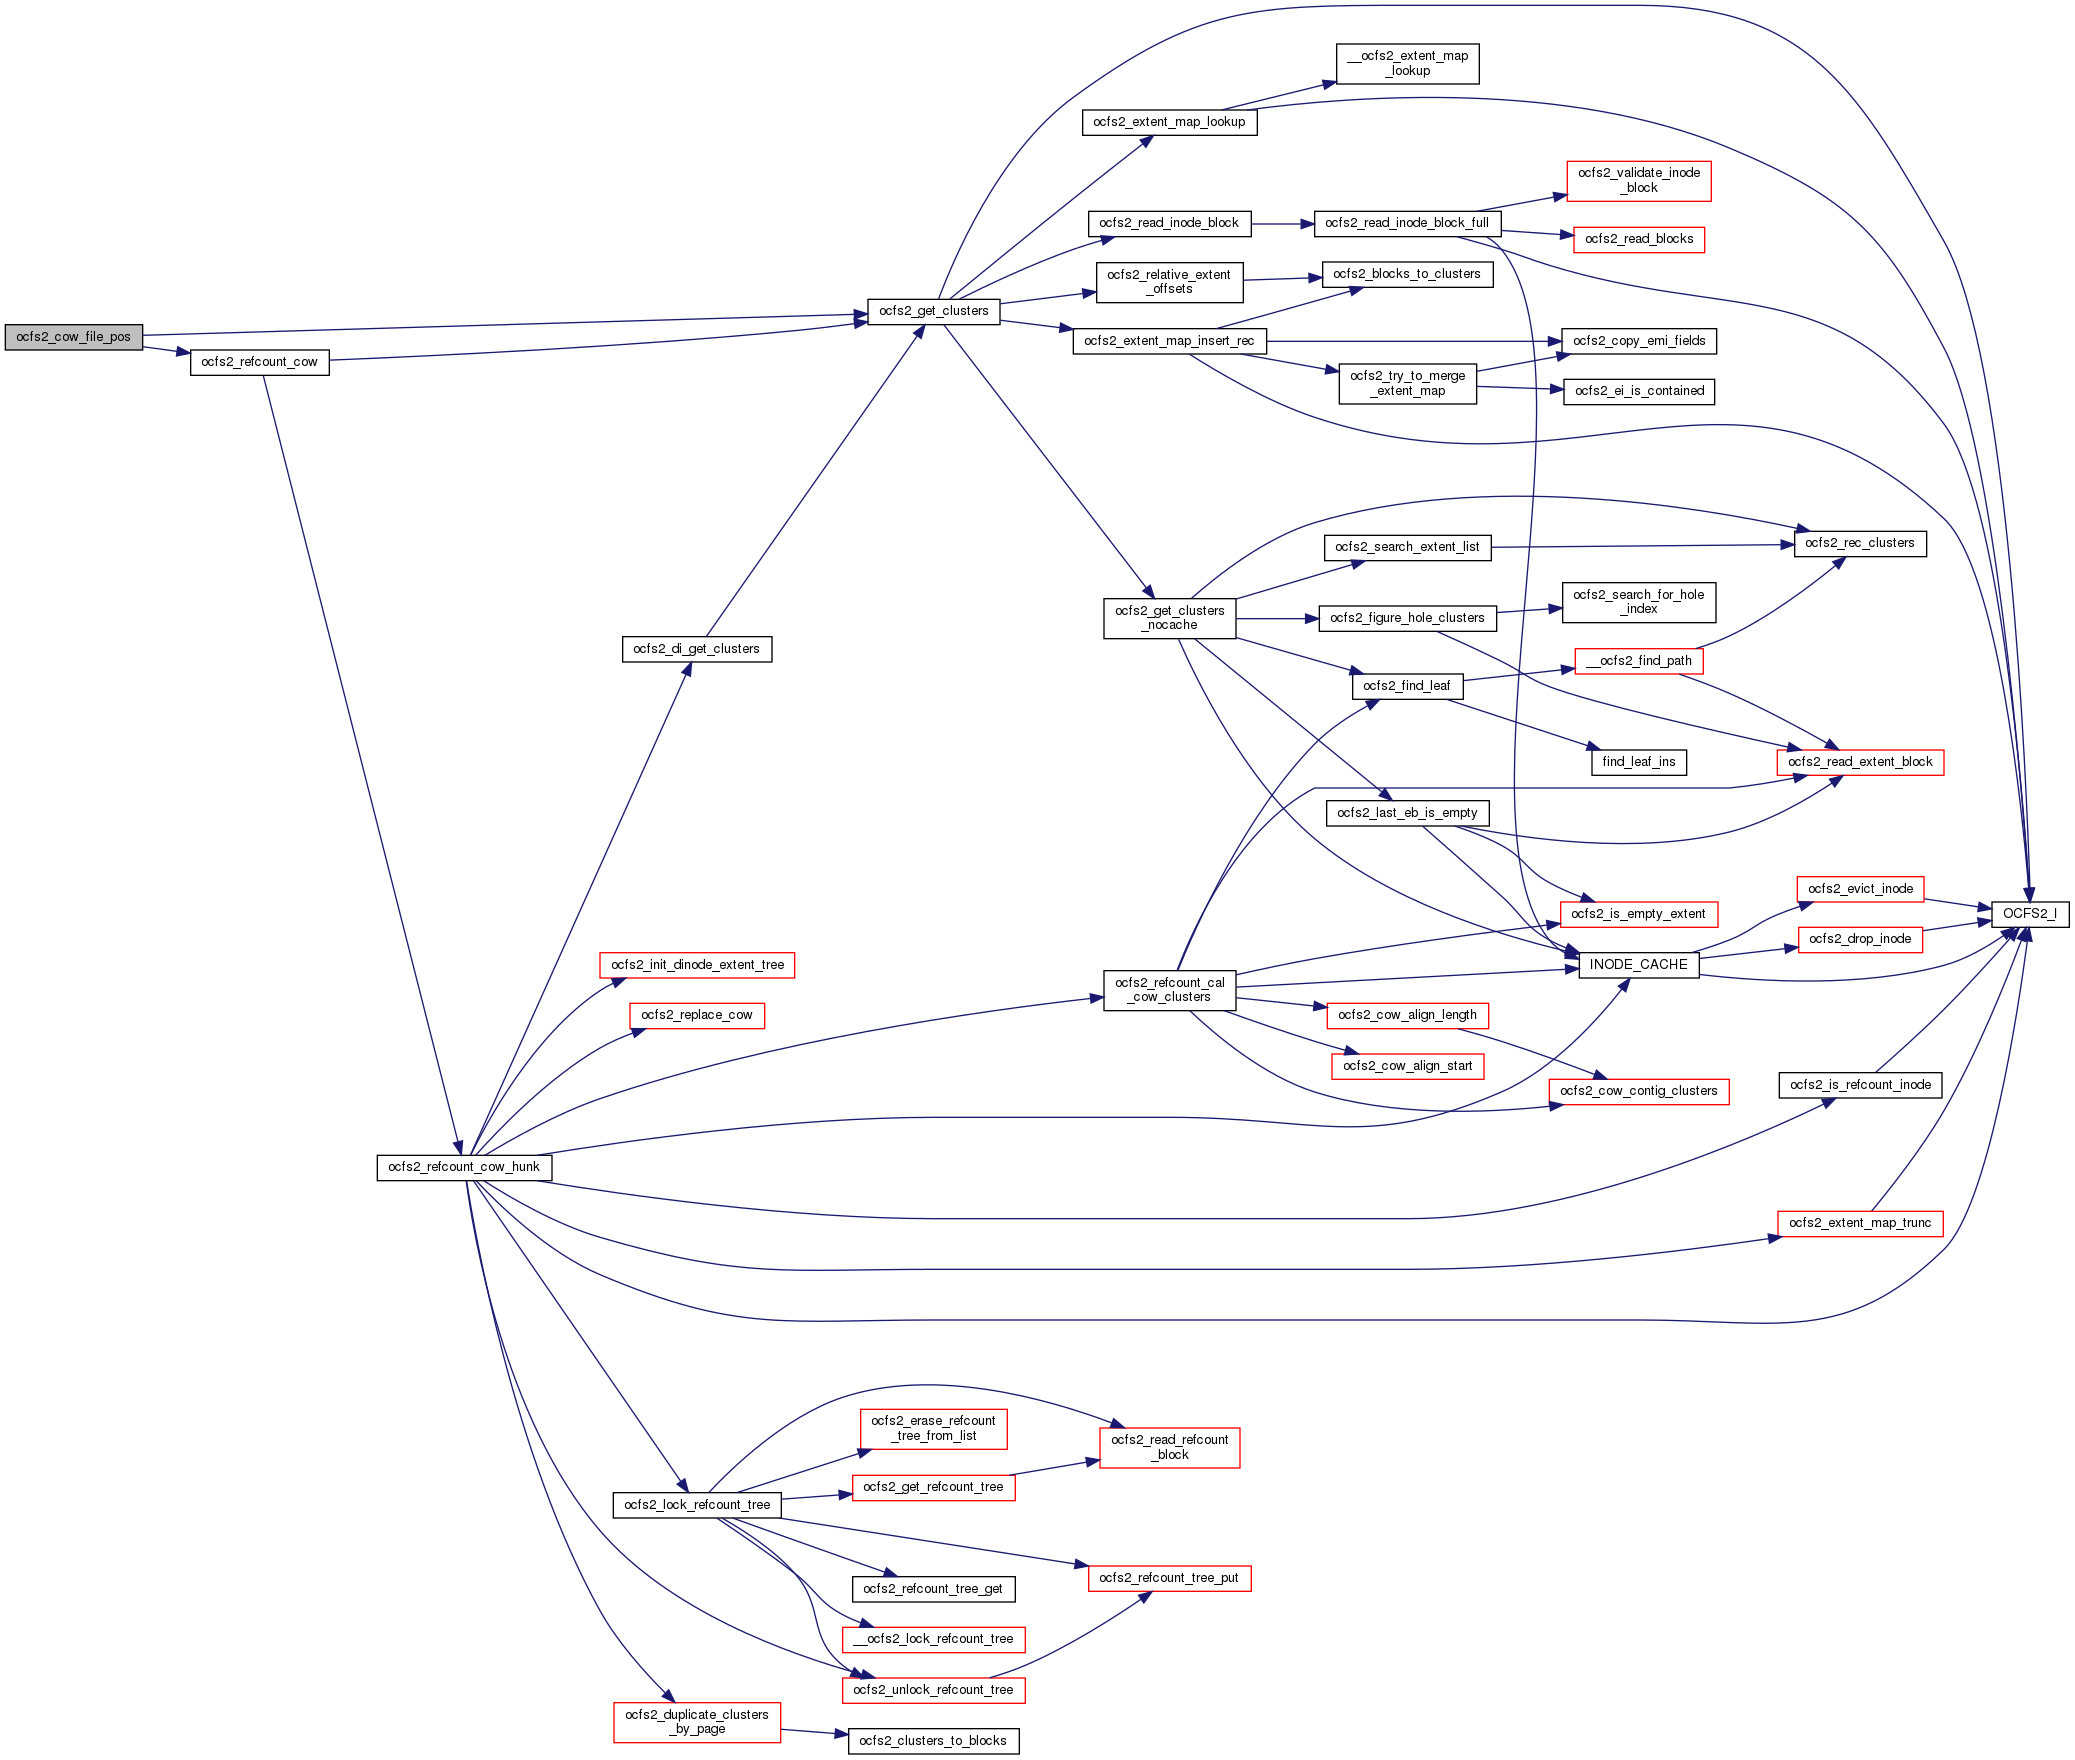 ocfs2_cow_file_pos
ocfs2_refcount_cow
ocfs2_refcount_cow_hunk
ocfs2_di_get_clusters
ocfs2_init_dinode_extent_tree
ocfs2_replace_cow
ocfs2_lock_refcount_tree
ocfs2_duplicate_clusters
_by_page
ocfs2_get_clusters
ocfs2_erase_refcount
_tree_from_list
ocfs2_get_refcount_tree
ocfs2_refcount_tree_get
__ocfs2_lock_refcount_tree
ocfs2_unlock_refcount_tree
ocfs2_clusters_to_blocks
ocfs2_extent_map_lookup
ocfs2_read_inode_block
ocfs2_relative_extent
_offsets
ocfs2_extent_map_insert_rec
ocfs2_get_clusters
_nocache
ocfs2_refcount_cal
_cow_clusters
ocfs2_read_refcount
_block
ocfs2_refcount_tree_put
__ocfs2_extent_map
_lookup
ocfs2_read_inode_block_full
ocfs2_blocks_to_clusters
ocfs2_try_to_merge
_extent_map
ocfs2_search_extent_list
ocfs2_figure_hole_clusters
ocfs2_find_leaf
ocfs2_last_eb_is_empty
ocfs2_cow_align_length
ocfs2_cow_align_start
ocfs2_validate_inode
_block
ocfs2_read_blocks
ocfs2_copy_emi_fields
ocfs2_ei_is_contained
ocfs2_search_for_hole
_index
__ocfs2_find_path
find_leaf_ins
ocfs2_is_empty_extent
INODE_CACHE
ocfs2_cow_contig_clusters
ocfs2_rec_clusters
ocfs2_read_extent_block
ocfs2_evict_inode
ocfs2_drop_inode
ocfs2_is_refcount_inode
ocfs2_extent_map_trunc
OCFS2_I